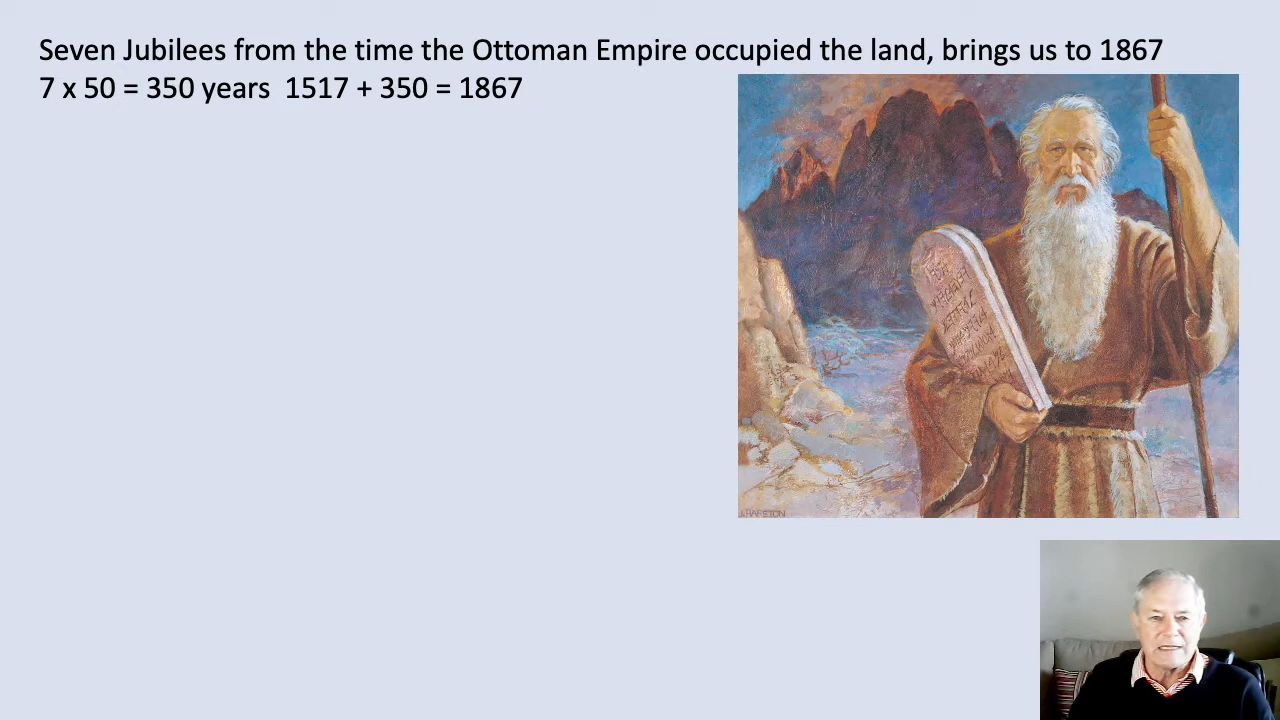 Seven Jubilees from the time the Ottoman Empire occupied the land, brings us to 1867
7 x 50 = 350 years 1517 + 350 = 1867